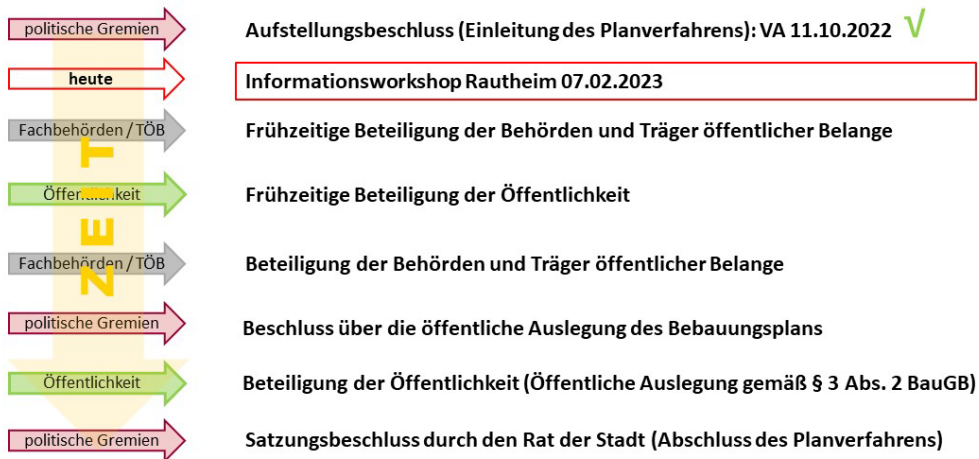 politische Gremien Aufstellungsbeschluss (Einleitung des Planverfahrens): VA 11.10.2022 √
heute Informationsworkshop Rautheim 07.02.2023
Fachbehörden / TÖB Frühzeitige Beteiligung der Behörden und Träger öffentlicher Belange
Öffentlichkeit Frühzeitige Beteiligung der Öffentlichkeit
Fachbehörden / TÖB Beteiligung der Behörden und Träger öffentlicher Belange
politische Gremien Beschluss über die öffentliche Auslegung des Bebauungsplans
Öffentlichkeit Beteiligung der Öffentlichkeit (Öffentliche Auslegung gemäß § 3 Abs. 2 BauGB)
politische Gremien Satzungsbeschluss durch den Rat der Stadt (Abschluss des Planverfahrens)
ZEIT